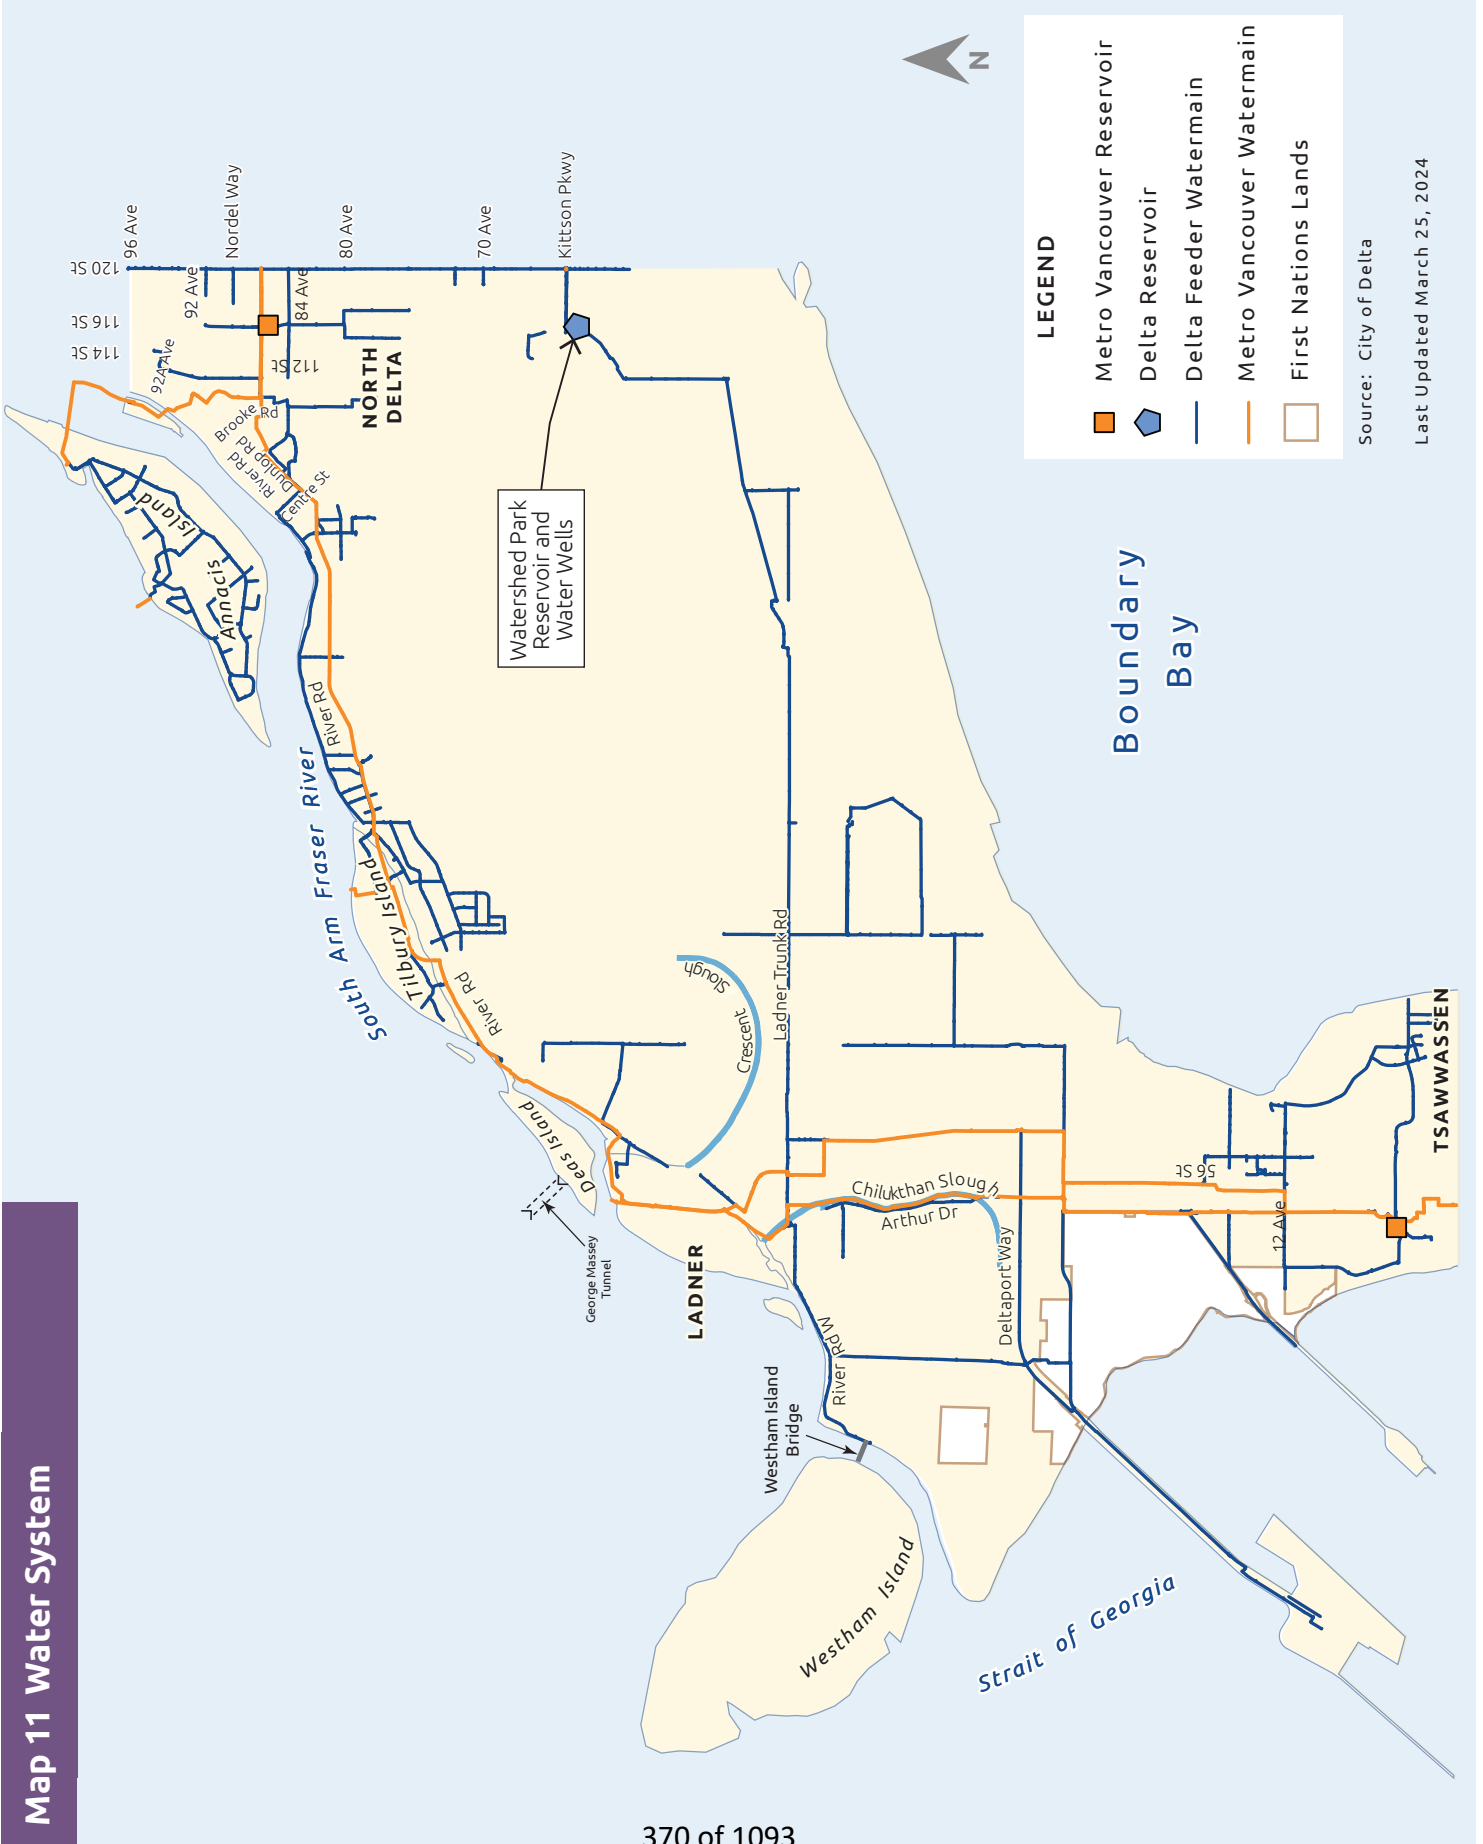 Map 11 Water System
96 Ave
Nordel Way
80 Ave
70 Ave
Kittson Pkwy
120 St
116 St
114 St
92 Ave
84 Ave
92A Ave
112 St
NORTH
DELTA
Brooke
Rd
Dunlop Rd
River Rd
Centre St
Annacis
Island
River Rd
South Arm Fraser River
Tilbury Island
River Rd
Deas Island
George Massey
Tunnel
Watershed Park
Reservoir and
Water Wells
Crescent
Slough
Ladner Trunk Rd
LADNER
Chilukthan Slough
Arthur Dr
Deltaport Way
River Rd W
Westham Island
Bridge
Westham Island
Strait of Georgia
Boundary
Bay
56 St
12 Ave
TSAWWASSEN
N
LEGEND
Metro Vancouver Reservoir
Delta Reservoir
Delta Feeder Watermain
Metro Vancouver Watermain
First Nations Lands
Source: City of Delta
Last Updated March 25, 2024
370 of 1093